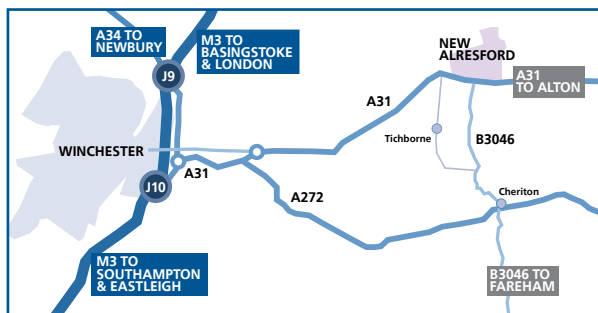 A34 TO
NEWBURY
M3 TO
BASINGSTOKE
& LONDON
NEW
ALRESFORD
J9
A31
TO ALTON
A31
Tichborne
B3046
WINCHESTER
A31
J10
A272
Cheriton
M3 TO
SOUTHAMPTON
& EASTLEIGH
B3046 TO
FAREHAM